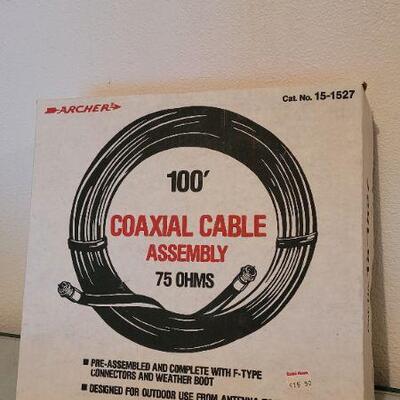 ARCHER
Cat. No. 15-1527
100'
COAXIAL CABLE
ASSEMBLY
75 OHMS
■ PRE-ASSEMBLED AND COMPLETE WITH F-TYPE
CONNECTORS AND WEATHER BOOT
■ DESIGNED FOR OUTDOOR USE FROM ANTENNA